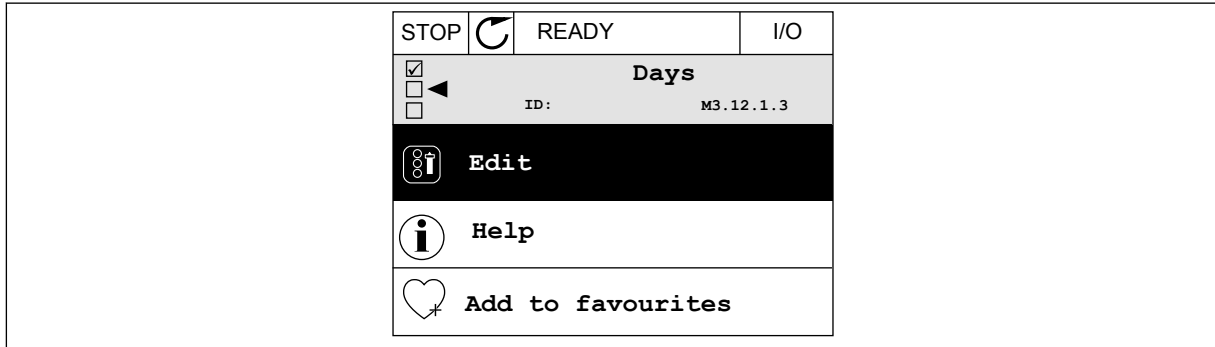 STOP READY I/O
Days
ID: M3.12.1.3
Edit
Help
Add to favourites